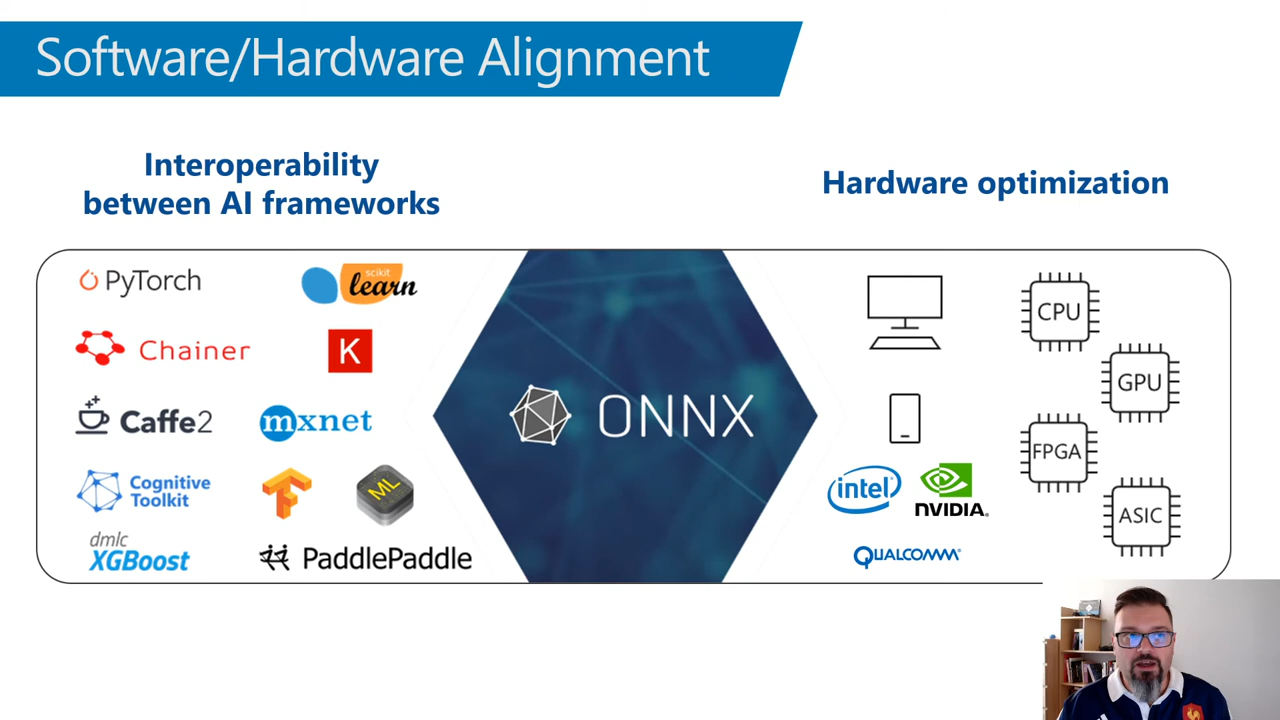 Software/Hardware Alignment
Interoperability
between AI frameworks
Hardware optimization
PyTorch
scikit
learn
Chainer
K
Caffe2
mxnet
Cognitive
Toolkit
ML
dmlc
XGBoost
PaddlePaddle
ONNX
CPU
GPU
FPGA
ASIC
intel
NVIDIA.
QUALCOMM